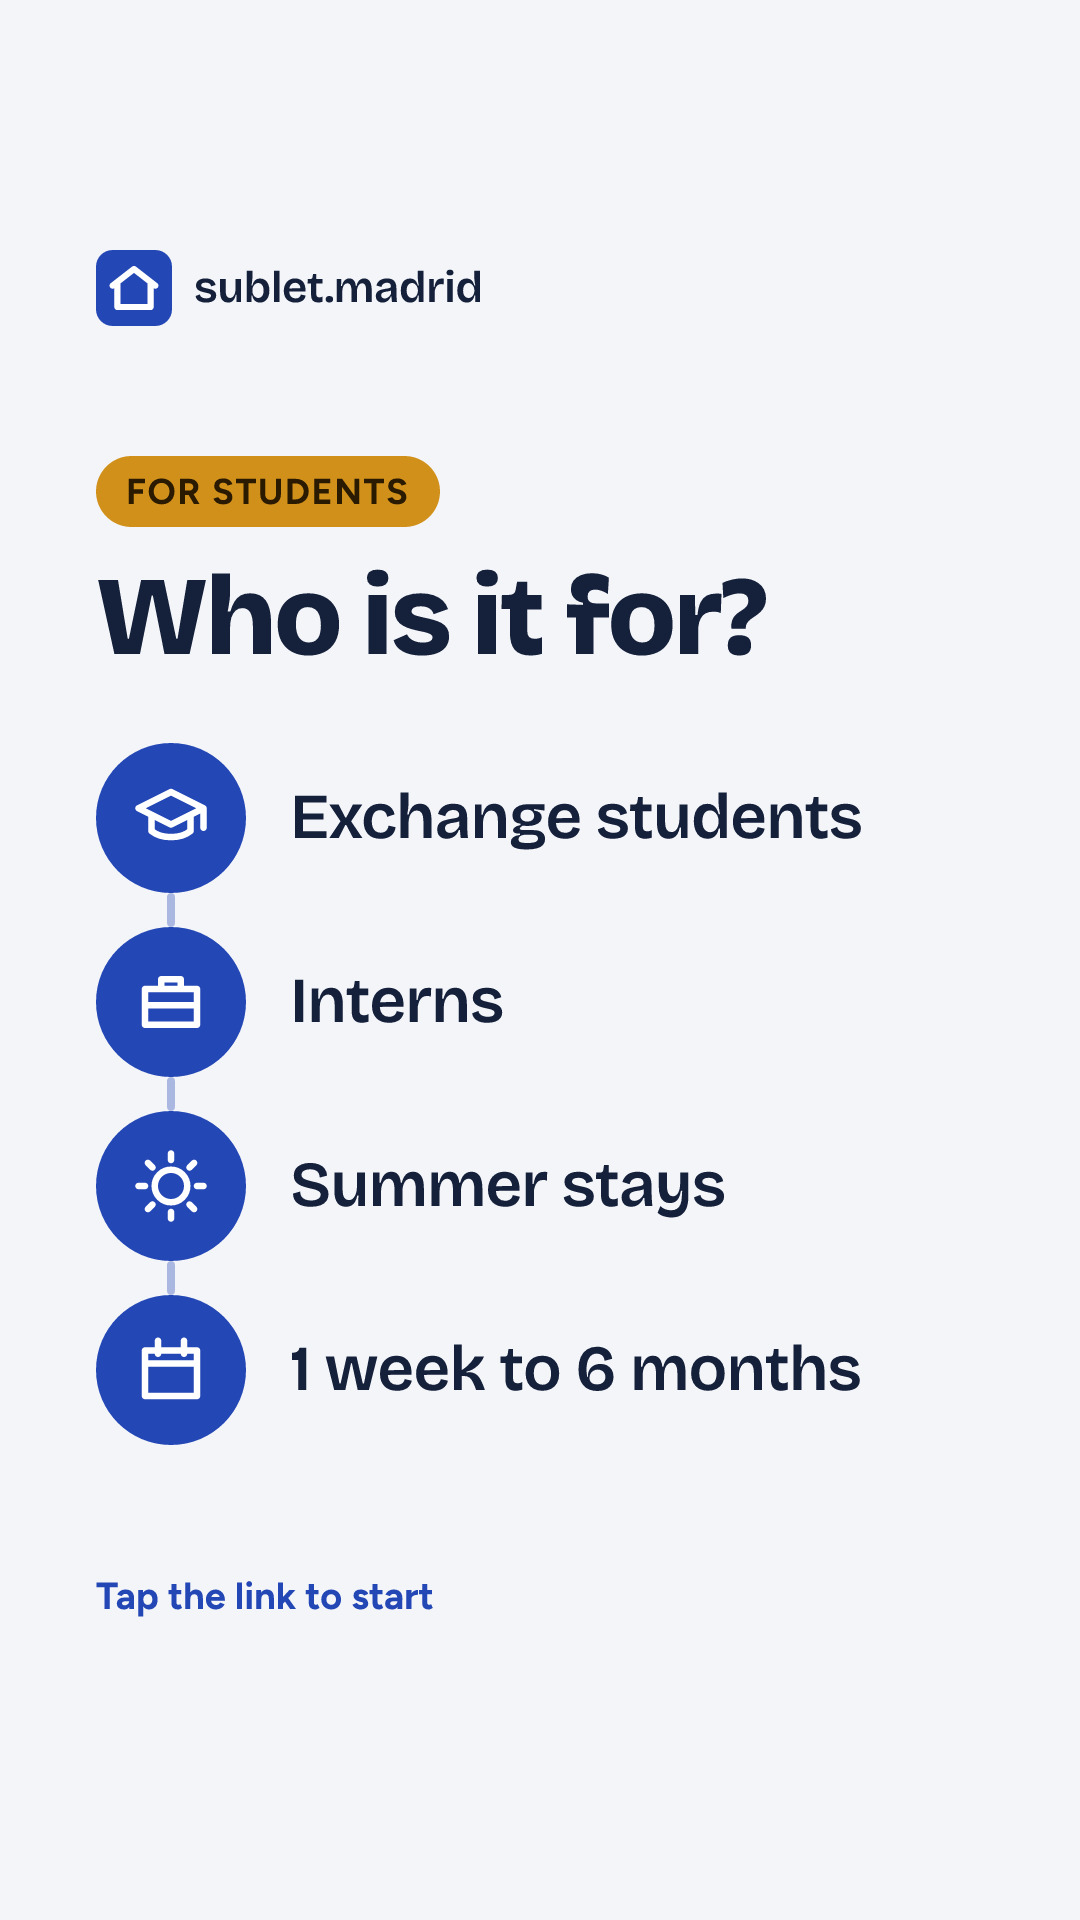 sublet.madrid
FOR STUDENTS
Who is it for?
Exchange students
Interns
Summer stays
1 week to 6 months
Tap the link to start